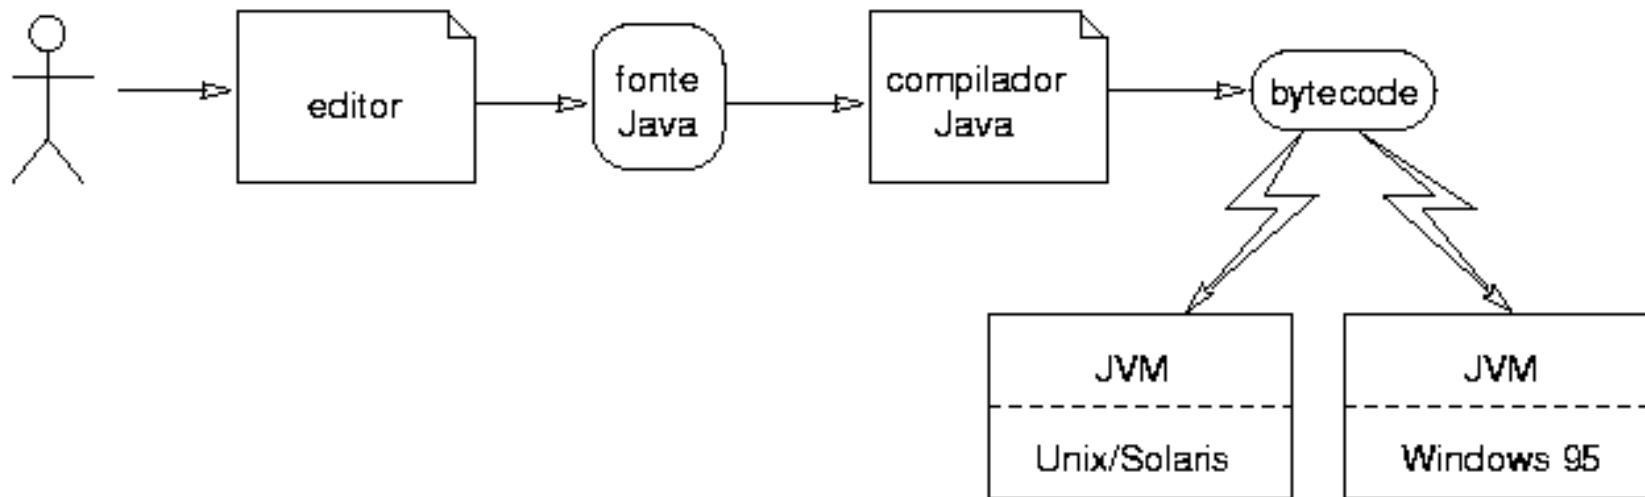 editor
fonte
Java
compilador
Java
bytecode
JVM
Unix/Solaris
JVM
Windows 95